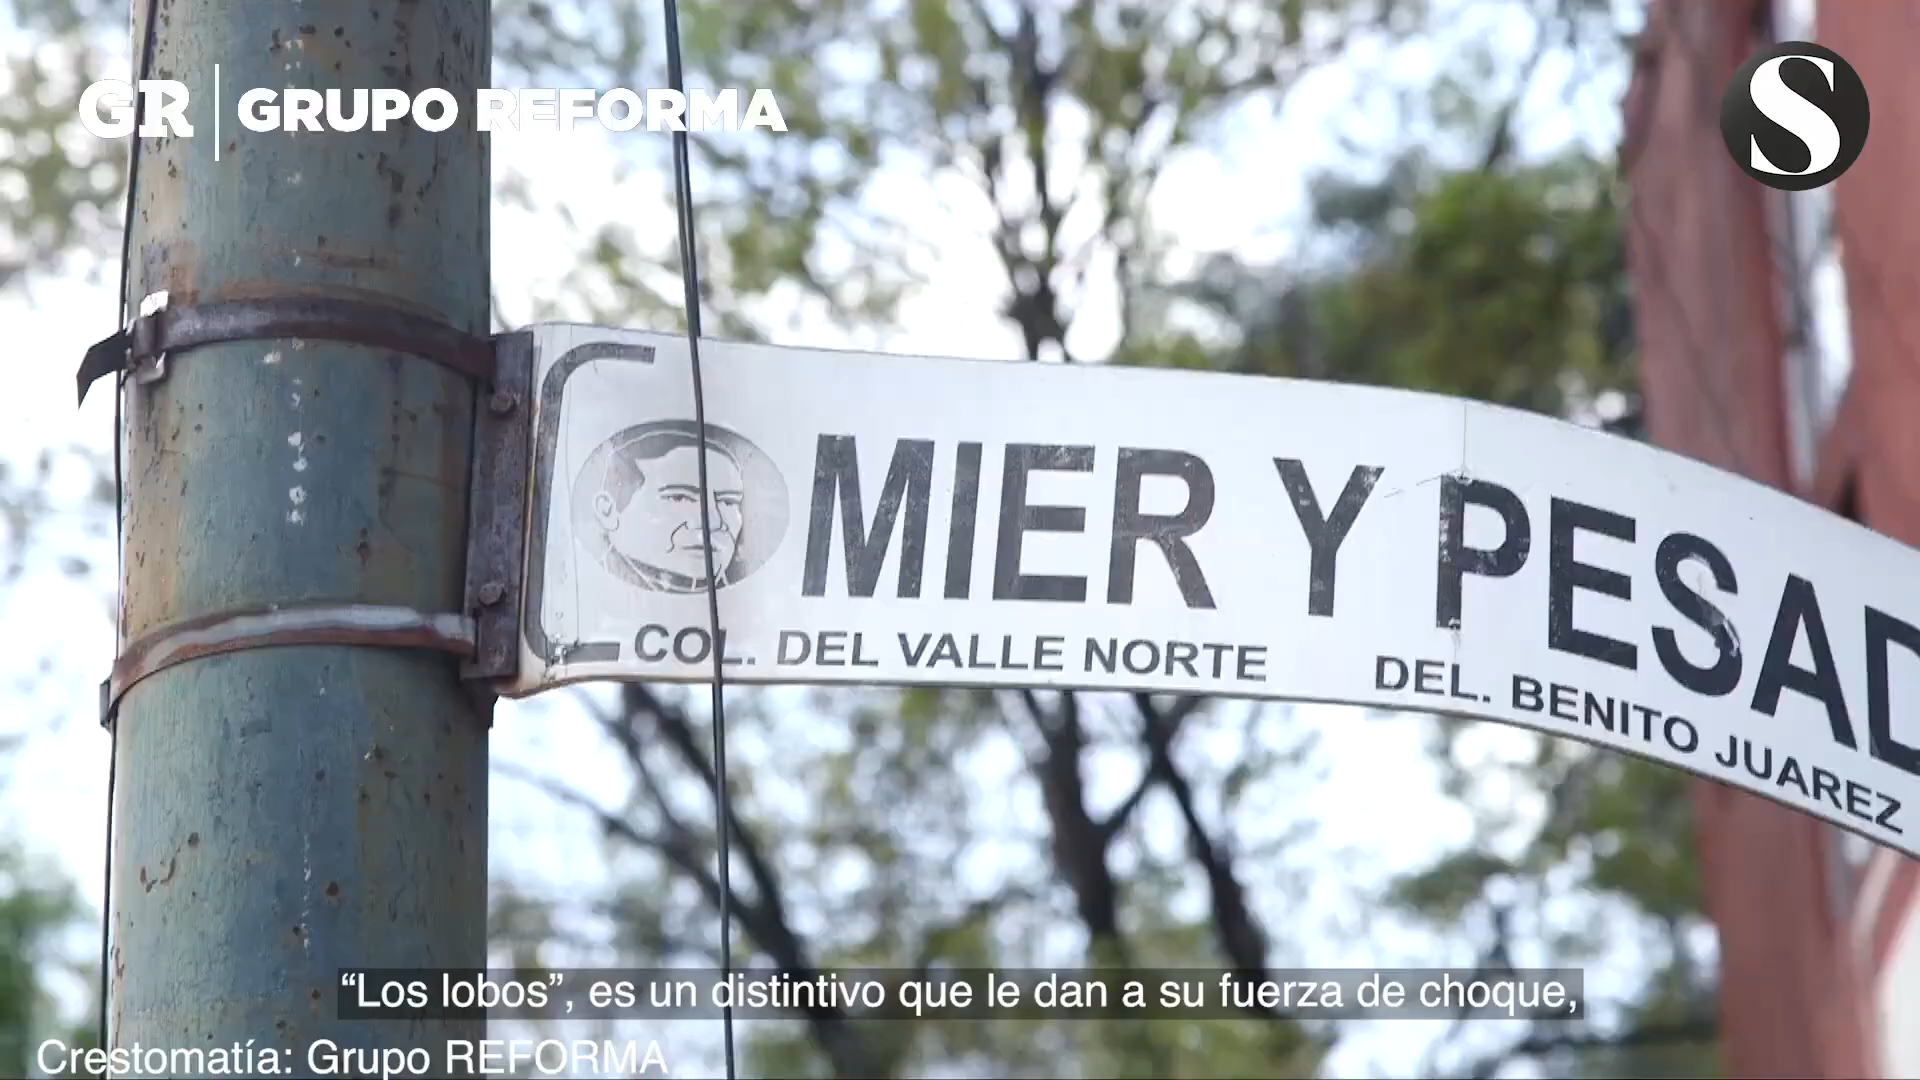 GR GRUPO REFORMA
S
MIER Y PESAD
COL. DEL VALLE NORTE DEL. BENITO JUAREZ
“Los lobos”, es un distintivo que le dan a su fuerza de choque,
Crestomatía: Grupo REFORMA